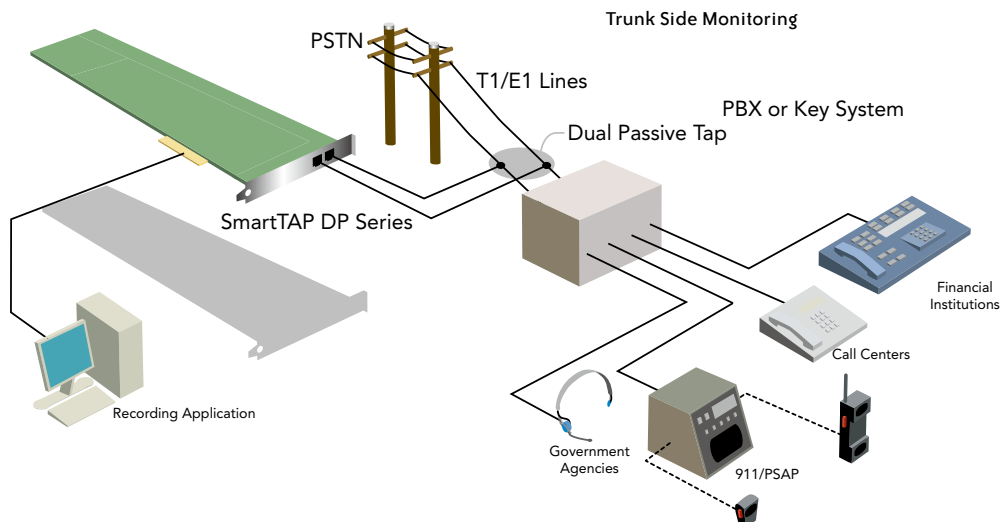 Trunk Side Monitoring
PSTN
T1/E1 Lines
PBX or Key System
Dual Passive Tap
SmartTAP DP Series
Financial
Institutions
Call Centers
Recording Application
Government
Agencies
911/PSAP